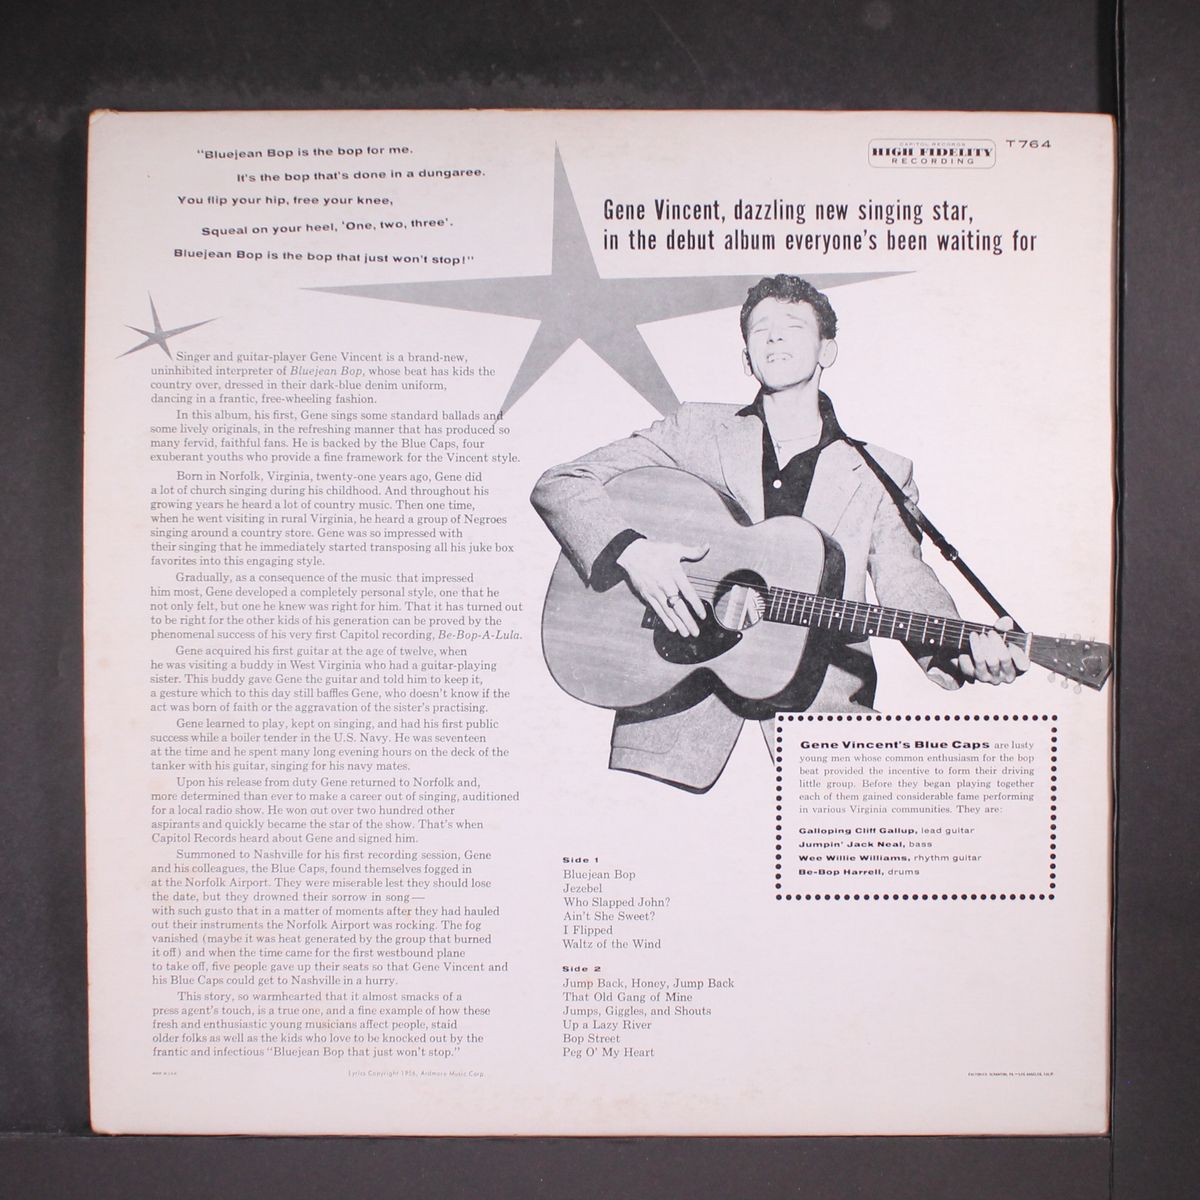 "Bluejean Bop is the bop for me.
It's the bop that's done in a dungaree.
You flip your hip, free your knee,
Squeal on your heel, 'One, two, three'.
Bluejean Bop is the bop that just won't stop!"
CAPITOL RECORDS
HIGH FIDELITY
RECORDING
T764
Gene Vincent, dazzling new singing star,
in the debut album everyone's been waiting for
Singer and guitar-player Gene Vincent is a brand-new,
uninhibited interpreter of Bluejean Bop, whose beat has kids the
country over, dressed in their dark-blue denim uniform,
dancing in a frantic, free-wheeling fashion.
In this album, his first, Gene sings some standard ballads and
some lively originals, in the refreshing manner that has produced so
many fervid, faithful fans. He is backed by the Blue Caps, four
exuberant youths who provide a fine framework for the Vincent style.
Born in Norfolk, Virginia, twenty-one years ago, Gene did
a lot of church singing during his childhood. And throughout his
growing years he heard a lot of country music. Then one time,
when he went visiting in rural Virginia, he heard a group of Negroes
singing around a country store. Gene was so impressed with
their singing that he immediately started transposing all his juke box
favorites into this engaging style.
Gradually, as a consequence of the music that impressed
him most, Gene developed a completely personal style, one that he
not only felt, but one he knew was right for him. That it has turned out
to be right for the other kids of his generation can be proved by the
phenomenal success of his very first Capitol recording, Be-Bop-A-Lula.
Gene acquired his first guitar at the age of twelve, when
he was visiting a buddy in West Virginia who had a guitar-playing
sister. This buddy gave Gene the guitar and told him to keep it,
a gesture which to this day still baffles Gene, who doesn't know if the
act was born of faith or the aggravation of the sister's practising.
Gene learned to play, kept on singing, and had his first public
success while a boiler tender in the U.S. Navy. He was seventeen
at the time and he spent many long evening hours on the deck of the
tanker with his guitar, singing for his navy mates.
Upon his release from duty Gene returned to Norfolk and,
more determined than ever to make a career out of singing, auditioned
for a local radio show. He won out over two hundred other
aspirants and quickly became the star of the show. That's when
Capitol Records heard about Gene and signed him.
Summoned to Nashville for his first recording session, Gene
and his colleagues, the Blue Caps, found themselves fogged in
at the Norfolk Airport. They were miserable lest they should lose
the date, but they drowned their sorrow in song—
with such gusto that in a matter of moments after they had hauled
out their instruments the Norfolk Airport was rocking. The fog
vanished (maybe it was heat generated by the group that burned
it off) and when the time came for the first westbound plane
to take off, five people gave up their seats so that Gene Vincent and
his Blue Caps could get to Nashville in a hurry.
This story, so warmhearted that it almost smacks of a
press agent's touch, is a true one, and a fine example of how these
fresh and enthusiastic young musicians affect people, staid
older folks as well as the kids who love to be knocked out by the
frantic and infectious "Bluejean Bop that just won't stop."
Lyrics Copyright 1956, Ardmore Music Corp.
Side 1
Bluejean Bop
Jezebel
Who Slapped John?
Ain't She Sweet?
I Flipped
Waltz of the Wind
Side 2
Jump Back, Honey, Jump Back
That Old Gang of Mine
Jumps, Giggles, and Shouts
Up a Lazy River
Bop Street
Peg O' My Heart
Gene Vincent's Blue Caps are lusty
young men whose common enthusiasm for the bop
beat provided the incentive to form their driving
little group. Before they began playing together
each of them gained considerable fame performing
in various Virginia communities. They are:
Galloping Cliff Gallup, lead guitar
Jumpin' Jack Neal, bass
Wee Willie Williams, rhythm guitar
Be-Bop Harrell, drums